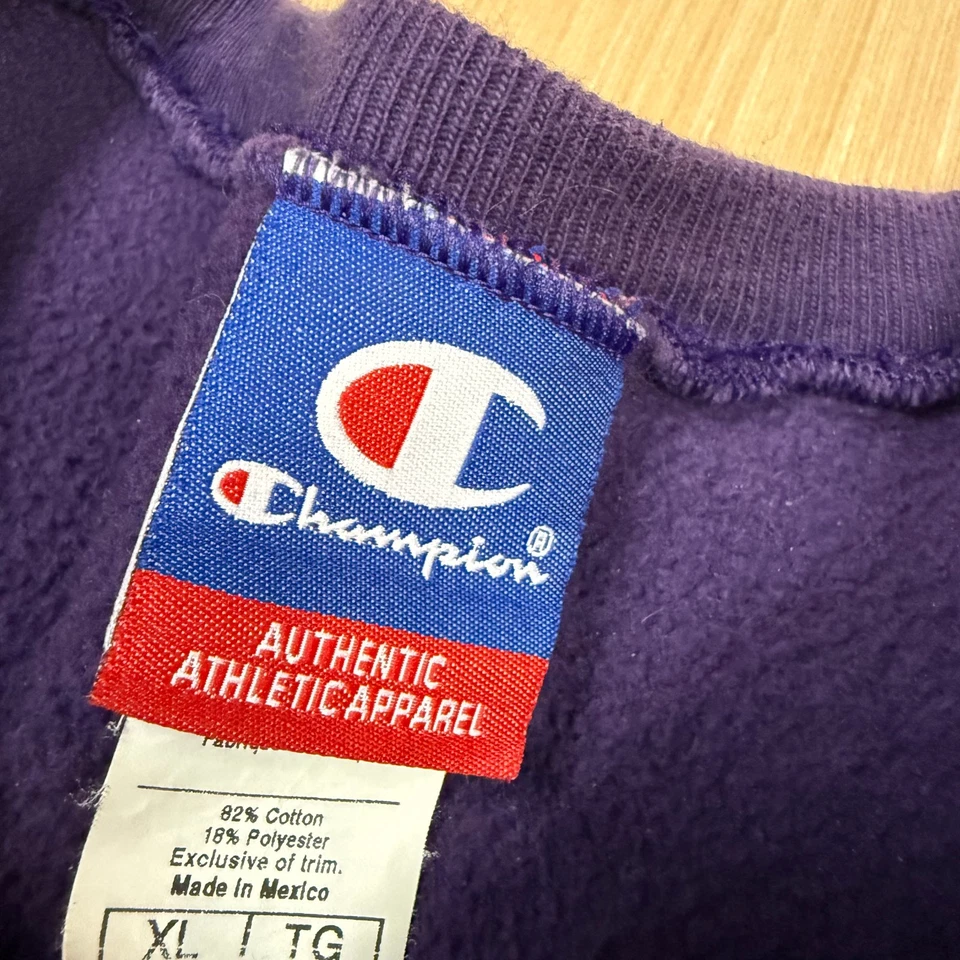 Champion®
AUTHENTIC
ATHLETIC APPAREL
82% Cotton
18% Polyester
Exclusive of trim.
Made in Mexico
XL TG